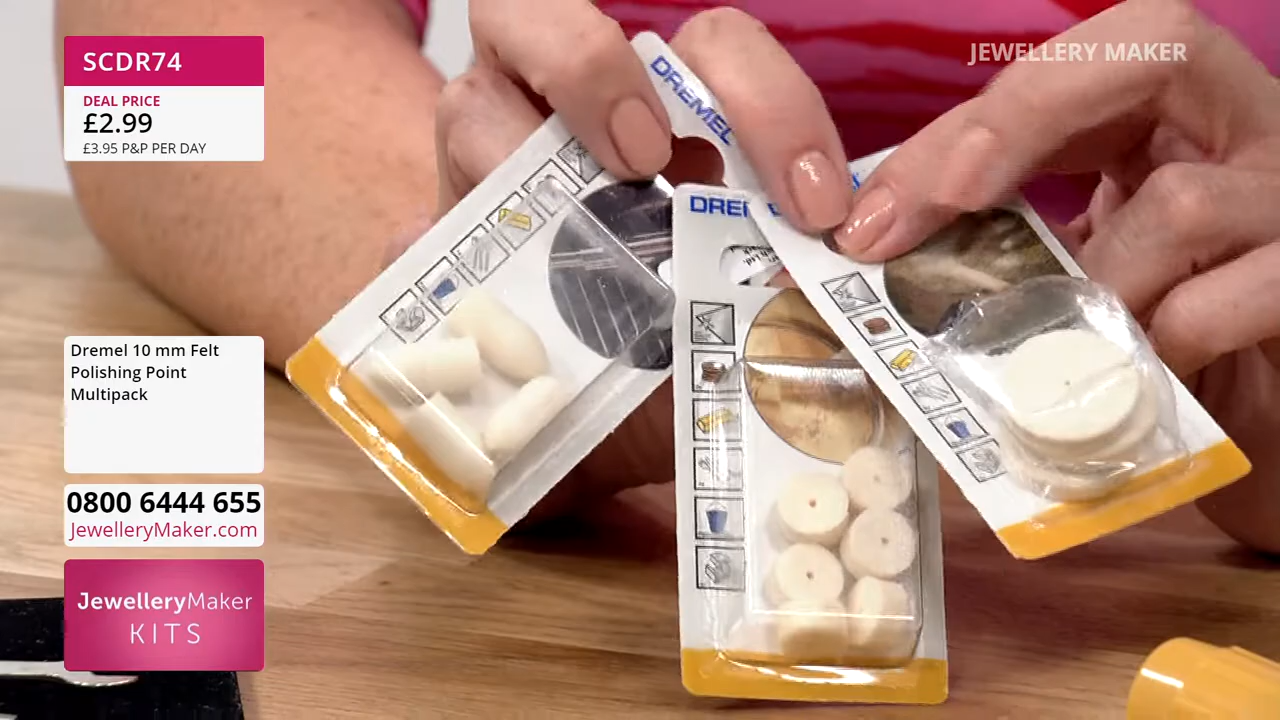 SCDR74
DEAL PRICE
£2.99
£3.95 P&P PER DAY
JEWELLERY MAKER
DREMEL
Dremel 10 mm Felt
Polishing Point
Multipack
0800 6444 655
JewelleryMaker.com
JewelleryMaker
KITS